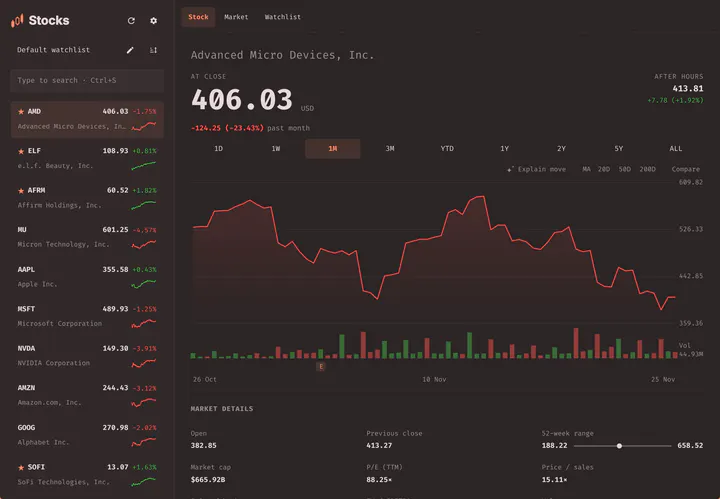 Stocks
Default watchlist
Type to search · Ctrl+S
★ AMD 406.03 -1.75%
Advanced Micro Devices, In…
★ ELF 108.93 +0.81%
e.l.f. Beauty, Inc.
★ AFRM 60.52 +1.82%
Affirm Holdings, Inc.
MU 601.25 -4.57%
Micron Technology, Inc.
AAPL 355.58 +0.43%
Apple Inc.
MSFT 489.93 -1.25%
Microsoft Corporation
NVDA 149.30 -3.91%
NVIDIA Corporation
AMZN 244.43 -3.12%
Amazon.com, Inc.
GOOG 270.98 -2.02%
Alphabet Inc.
★ SOFI 13.07 +1.63%
SoFi Technologies, Inc.
Stock Market Watchlist
Advanced Micro Devices, Inc.
AT CLOSE
406.03 USD
-124.25 (-23.43%) past month
AFTER HOURS
413.81
+7.78 (+1.92%)
1D 1W 1M 3M YTD 1Y 2Y 5Y ALL
Explain move MA 20D 50D 200D Compare
609.82
526.33
442.85
359.36
Vol
44.93M
E
26 Oct 10 Nov 25 Nov
MARKET DETAILS
Open Previous close 52-week range
382.85 413.27 188.22 658.52
Market cap P/E (TTM) Price / sales
$665.92B 88.25× 15.11×